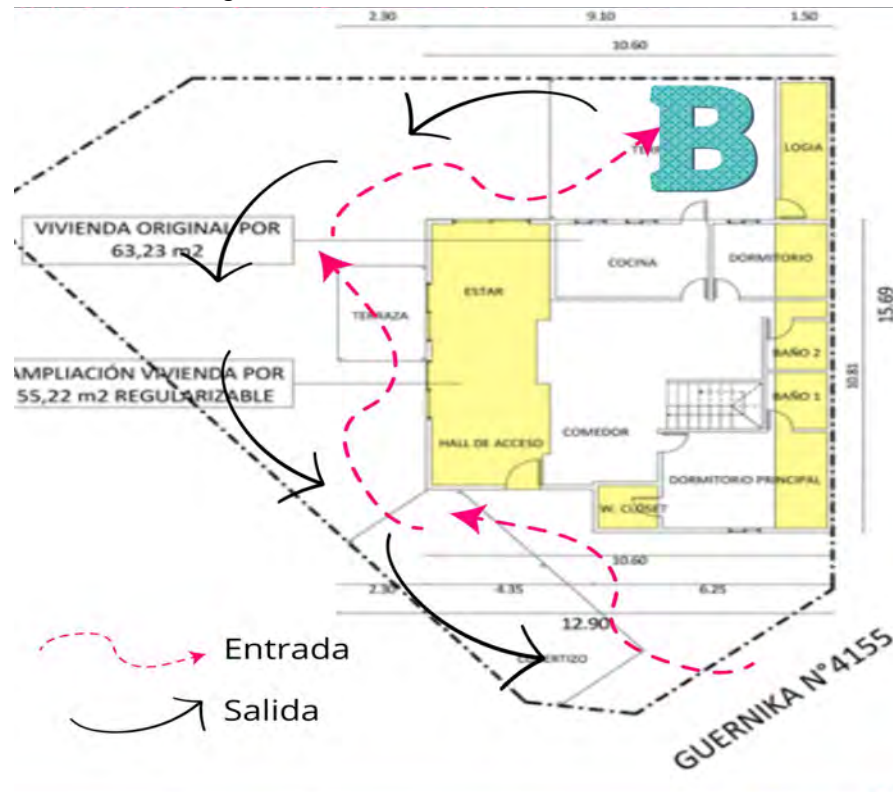 2.30 9.10 1.50
10.60
B
LOGIA
VIVIENDA ORIGINAL POR
63,23 m2
COCINA
DORMITORIO
ESTAR
TERRAZA
15.69
AMPLIACIÓN VIVIENDA POR
55,22 m2 REGULARIZABLE
BAÑO 2
10.81
BAÑO 1
HALL DE ACCESO
COMEDOR
DORMITORIO PRINCIPAL
W. CLOSET
10.60
2.30 4.35 6.25
12.90
Entrada
Salida
GUERNIKA N°4155